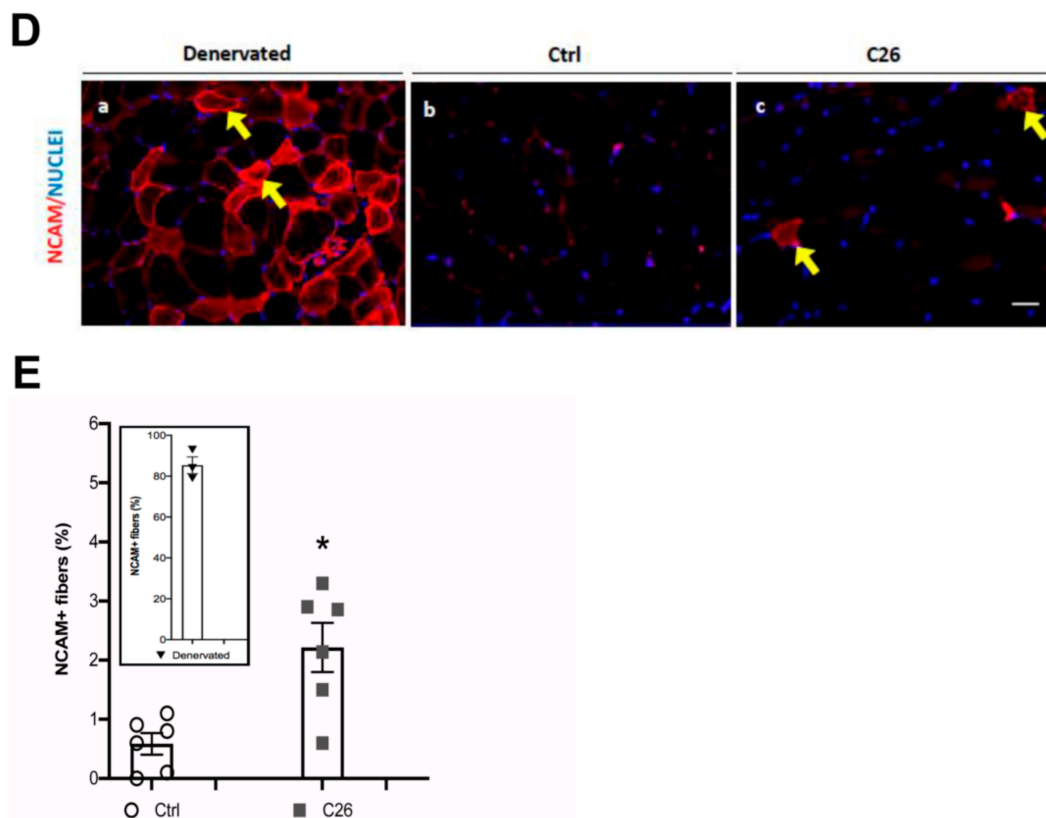 D
Denervated Ctrl C26
a b c
NCAM/NUCLEI
E
NCAM+ fibers (%)
6
5
4
3
2
1
0
*
NCAM+ fibers (%)
100
80
60
40
20
0
Denervated
Ctrl C26